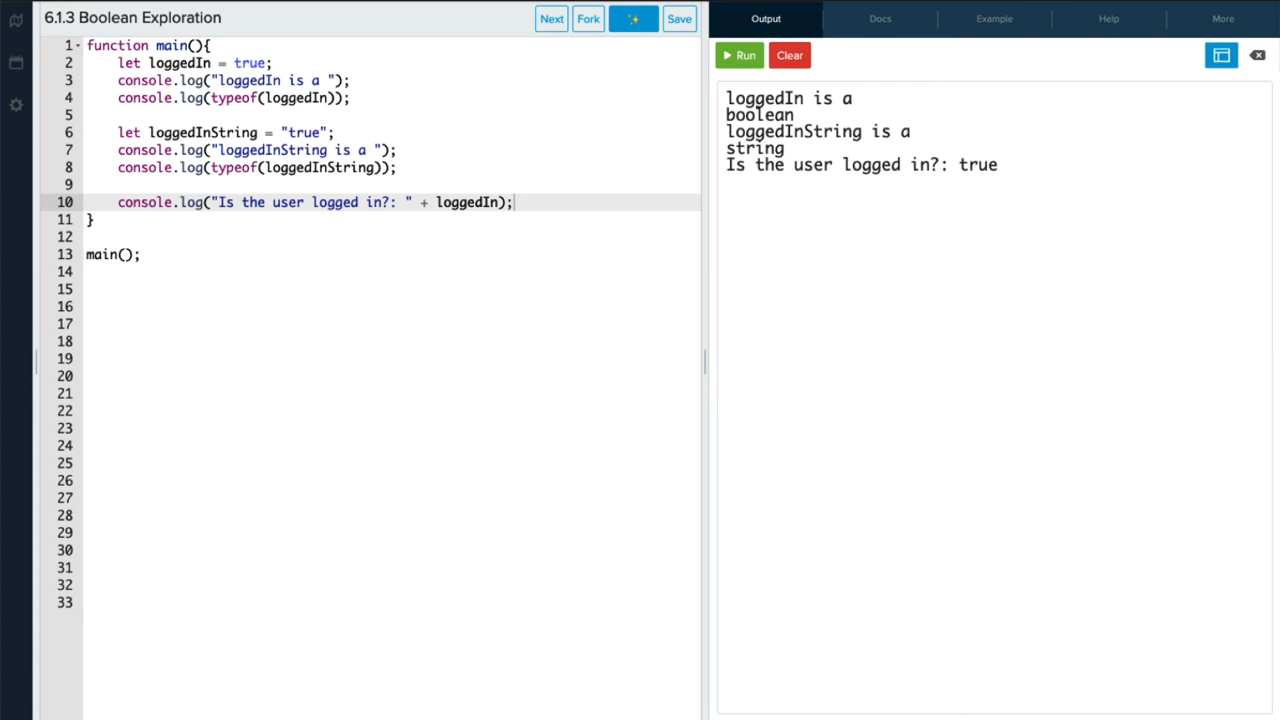 6.1.3 Boolean Exploration
Next
Fork
Save
1 function main(){
2 let loggedIn = true;
3 console.log("loggedIn is a ");
4 console.log(typeof(loggedIn));
5
6 let loggedInString = "true";
7 console.log("loggedInString is a ");
8 console.log(typeof(loggedInString));
9
10 console.log("Is the user logged in?: " + loggedIn);
11 }
12
13 main();
14
15
16
17
18
19
20
21
22
23
24
25
26
27
28
29
30
31
32
33
Output
Docs
Example
Help
More
Run
Clear
loggedIn is a
boolean
loggedInString is a
string
Is the user logged in?: true